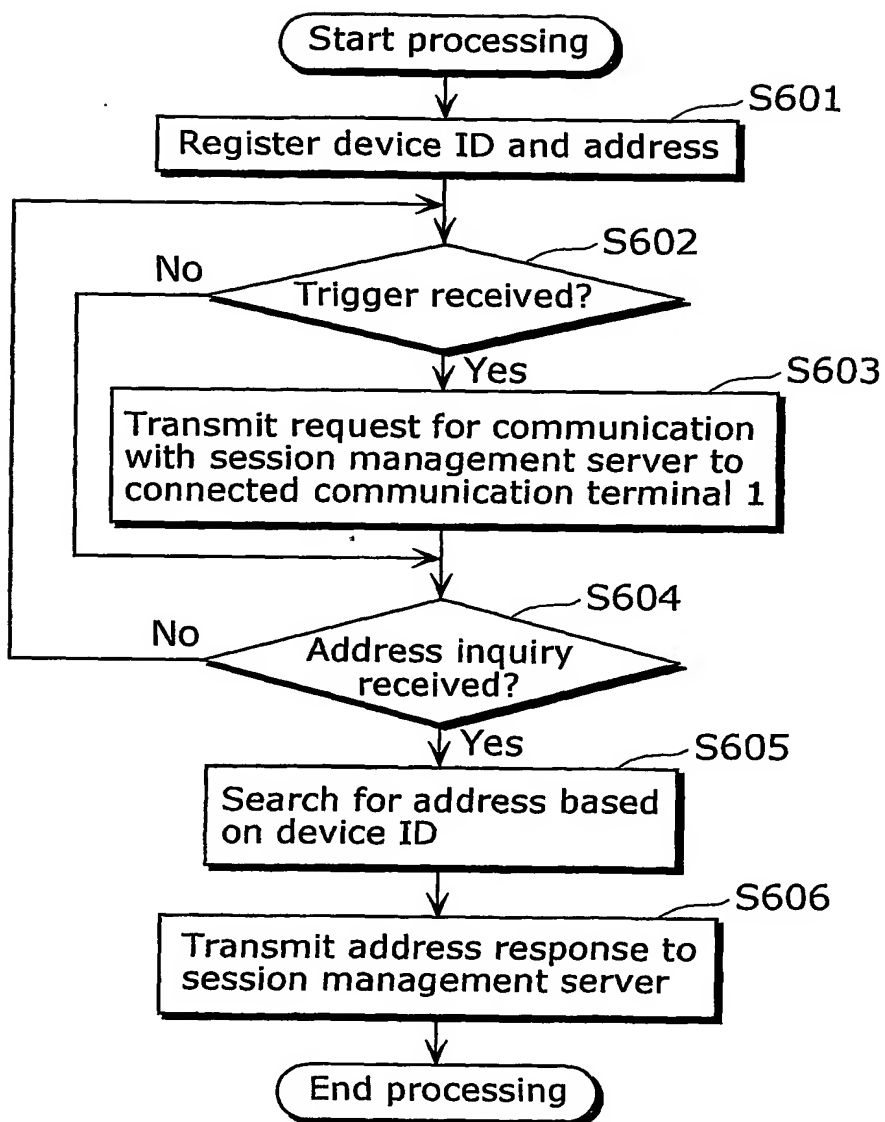 Start processing
S601
Register device ID and address
S602
No
Trigger received?
Yes
S603
Transmit request for communication
with session management server to
connected communication terminal 1
S604
No
Address inquiry
received?
Yes
S605
Search for address based
on device ID
S606
Transmit address response to
session management server
End processing